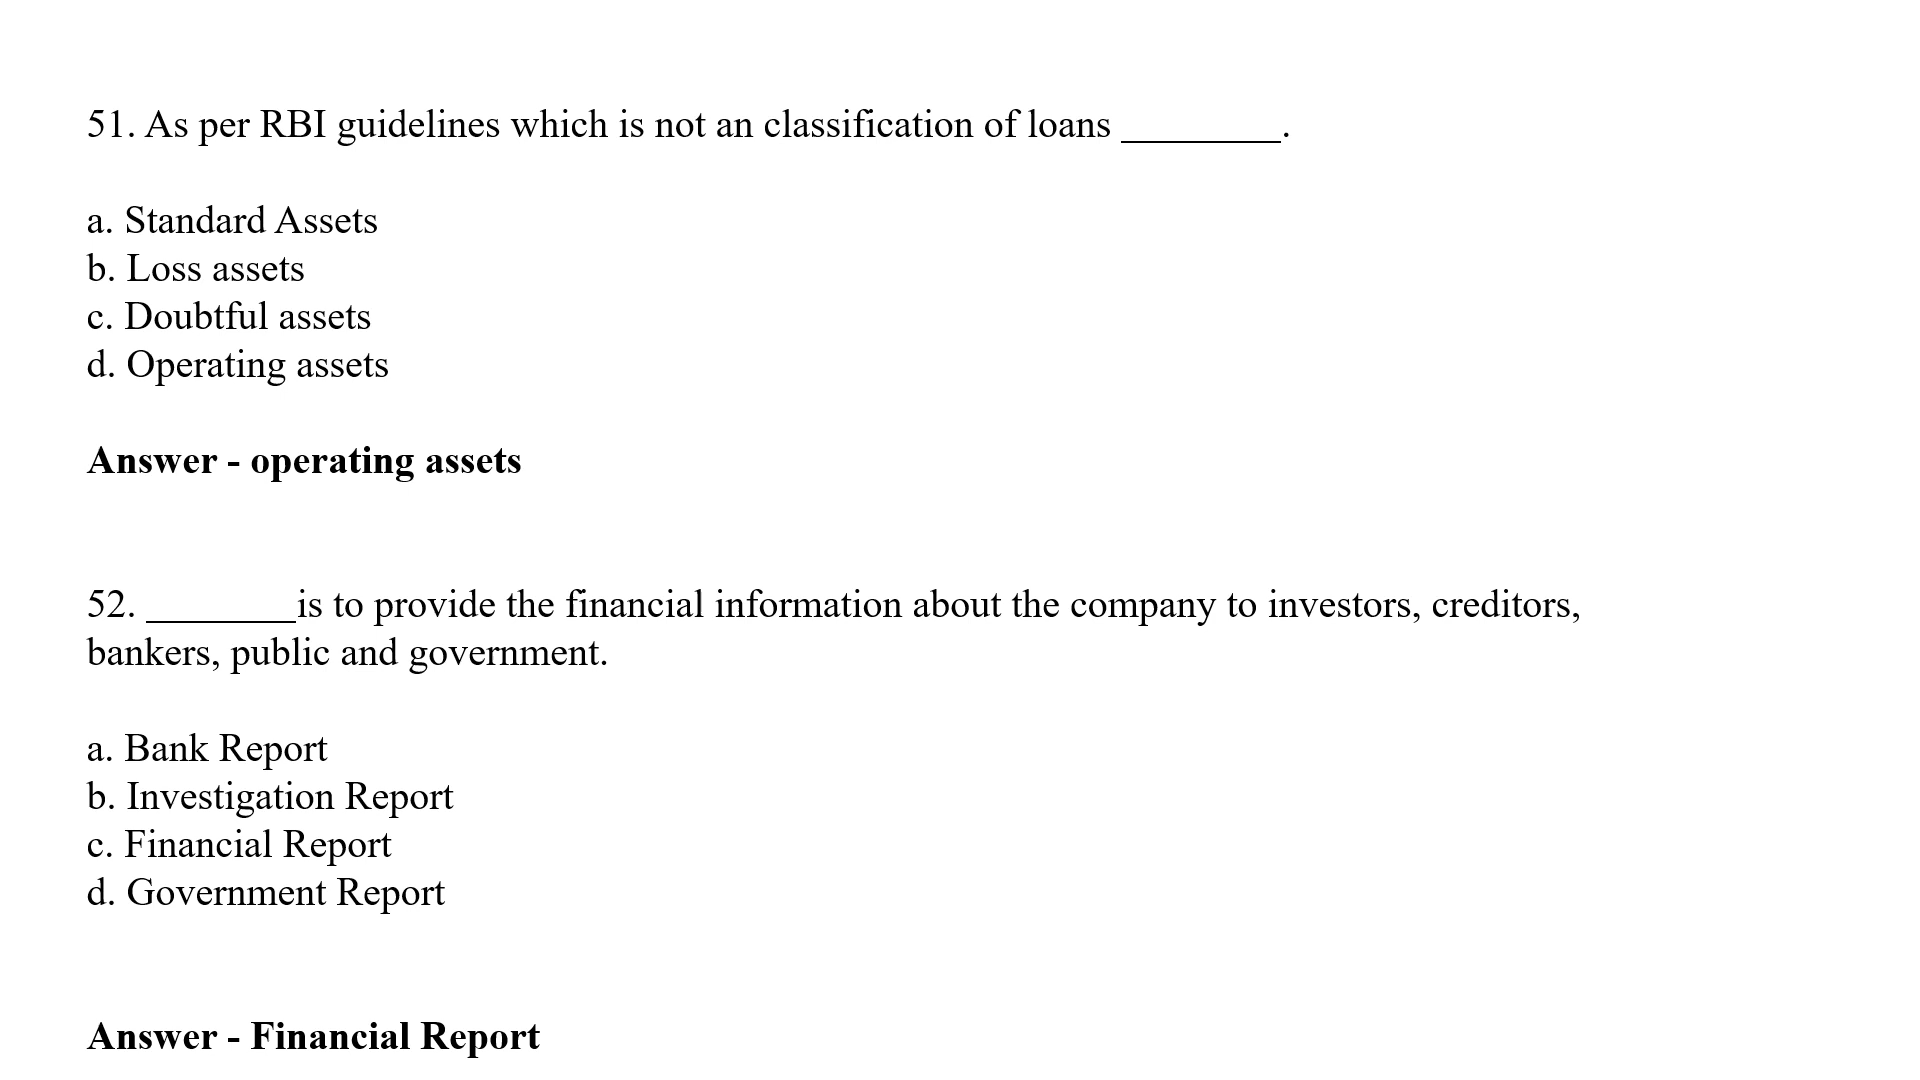 51. As per RBI guidelines which is not an classification of loans ________.
a. Standard Assets
b. Loss assets
c. Doubtful assets
d. Operating assets
Answer - operating assets
52. ________is to provide the financial information about the company to investors, creditors,
bankers, public and government.
a. Bank Report
b. Investigation Report
c. Financial Report
d. Government Report
Answer - Financial Report